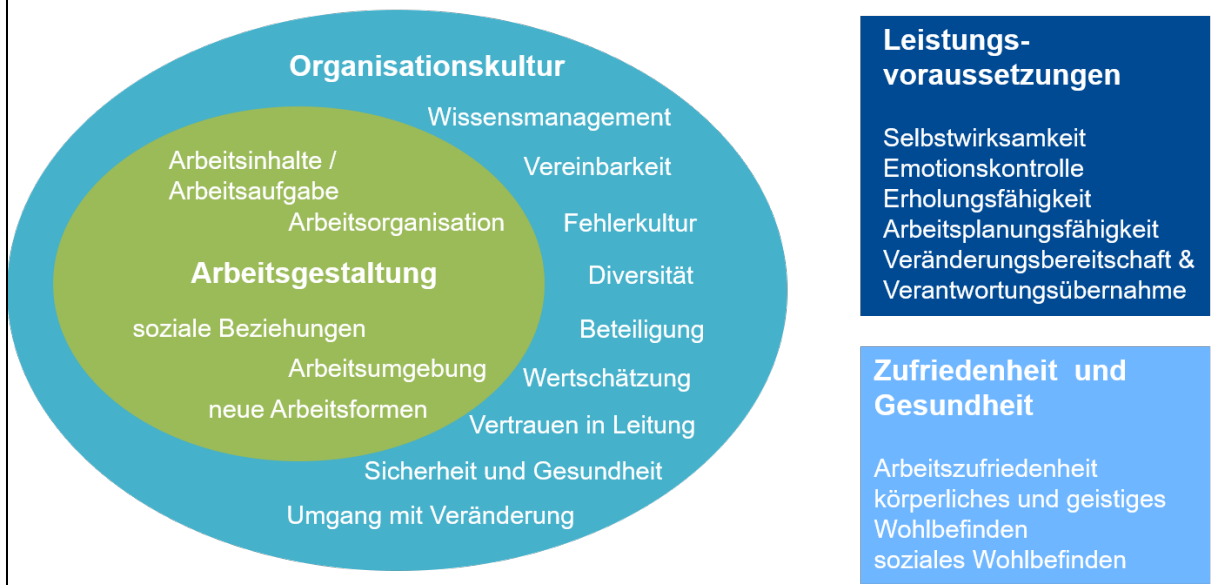 Organisationskultur
Wissensmanagement
Arbeitsinhalte /
Arbeitsaufgabe
Vereinbarkeit
Arbeitsorganisation
Fehlerkultur
Arbeitsgestaltung
Diversität
soziale Beziehungen
Beteiligung
Arbeitsumgebung
Wertschätzung
neue Arbeitsformen
Vertrauen in Leitung
Sicherheit und Gesundheit
Umgang mit Veränderung
Leistungs-
voraussetzungen
Selbstwirksamkeit
Emotionskontrolle
Erholungsfähigkeit
Arbeitsplanungsfähigkeit
Veränderungsbereitschaft &
Verantwortungsübernahme
Zufriedenheit und
Gesundheit
Arbeitszufriedenheit
körperliches und geistiges
Wohlbefinden
soziales Wohlbefinden